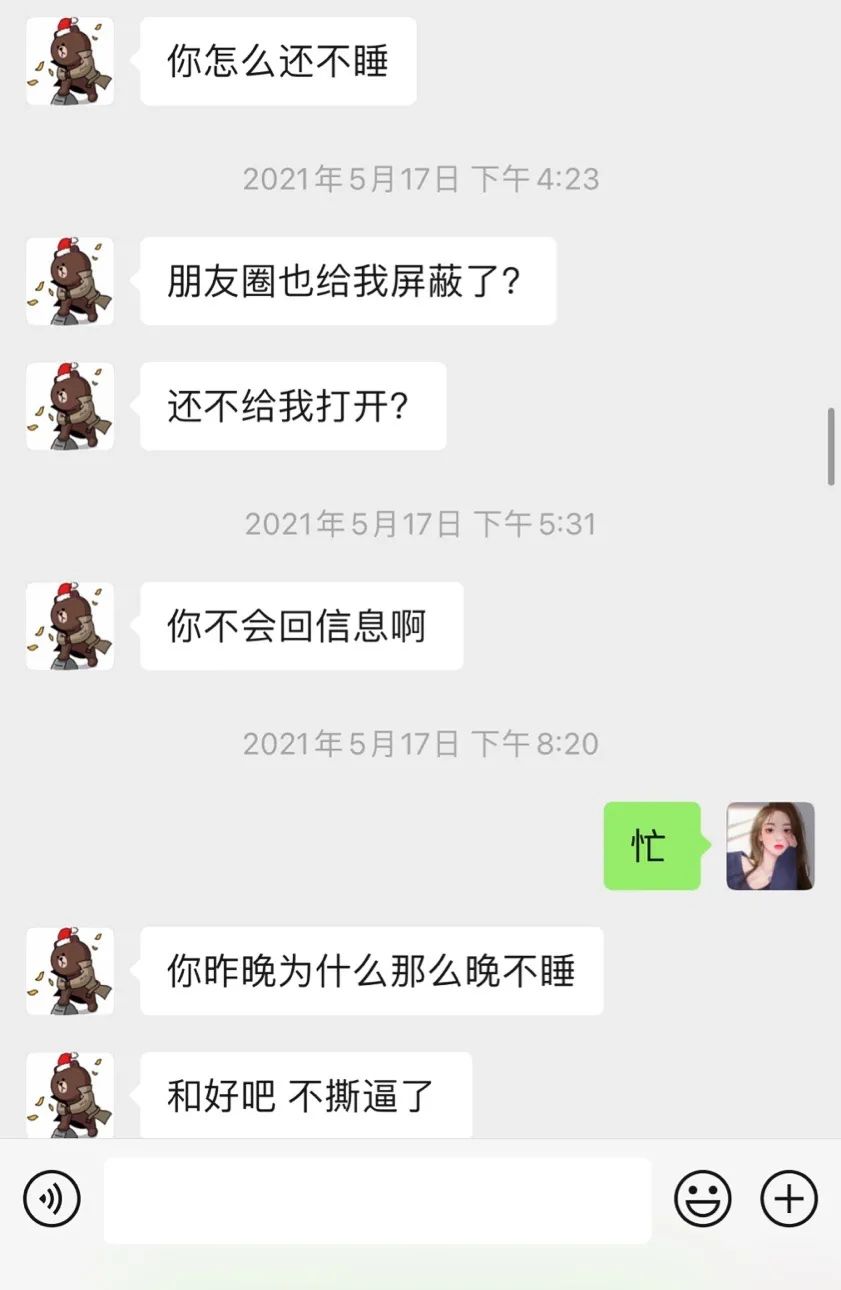 你怎么还不睡
2021年5月17日 下午4:23
朋友圈也给我屏蔽了？
还不给我打开？
2021年5月17日 下午5:31
你不会回信息啊
2021年5月17日 下午8:20
忙
你昨晚为什么那么晚不睡
和好吧 不撕逼了